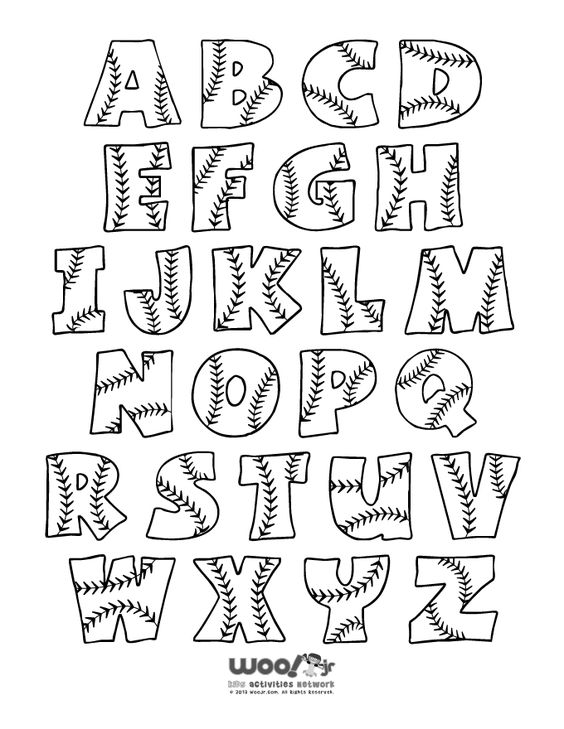 A B C D
E F G H
I J K L M
N O P Q
R S T U V
W X Y Z
woo! jr
kids activities network
© 2013 WooJr.Com. All Rights Reserved.